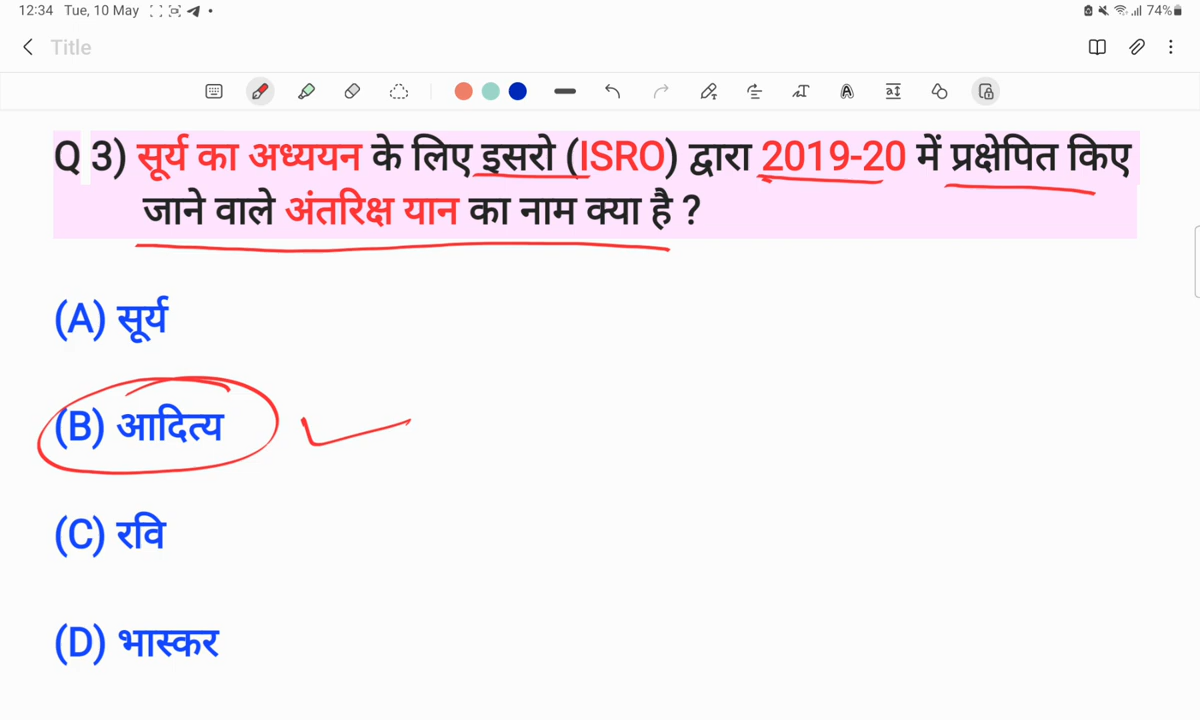 12:34 Tue, 10 May 74%
Title
Q 3) सूर्य का अध्ययन के लिए इसरो (ISRO) द्वारा 2019-20 में प्रक्षेपित किए
जाने वाले अंतरिक्ष यान का नाम क्या है ?
(A) सूर्य
(B) आदित्य
(C) रवि
(D) भास्कर